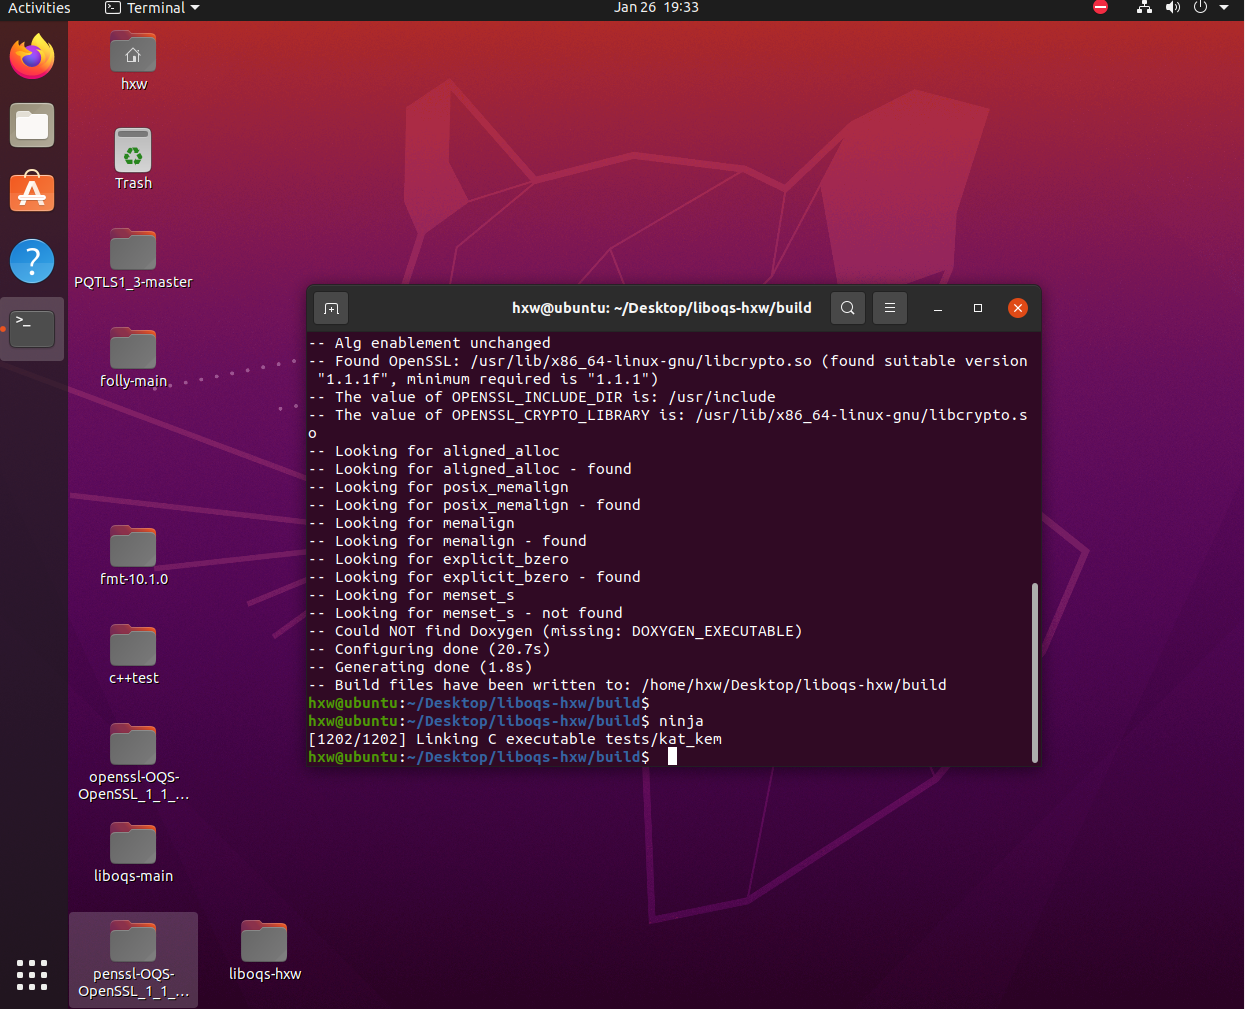 Activities
Terminal
Jan 26 19:33
hxw
Trash
PQTLS1_3-master
folly-main
fmt-10.1.0
c++test
openssl-OQS-
OpenSSL_1_1_...
liboqs-main
penssl-OQS-
OpenSSL_1_1_...
liboqs-hxw
hxw@ubuntu: ~/Desktop/liboqs-hxw/build
-- Alg enablement unchanged
-- Found OpenSSL: /usr/lib/x86_64-linux-gnu/libcrypto.so (found suitable version
"1.1.1f", minimum required is "1.1.1")
-- The value of OPENSSL_INCLUDE_DIR is: /usr/include
-- The value of OPENSSL_CRYPTO_LIBRARY is: /usr/lib/x86_64-linux-gnu/libcrypto.s
o
-- Looking for aligned_alloc
-- Looking for aligned_alloc - found
-- Looking for posix_memalign
-- Looking for posix_memalign - found
-- Looking for memalign
-- Looking for memalign - found
-- Looking for explicit_bzero
-- Looking for explicit_bzero - found
-- Looking for memset_s
-- Looking for memset_s - not found
-- Could NOT find Doxygen (missing: DOXYGEN_EXECUTABLE)
-- Configuring done (20.7s)
-- Generating done (1.8s)
-- Build files have been written to: /home/hxw/Desktop/liboqs-hxw/build
hxw@ubuntu:~/Desktop/liboqs-hxw/build$
hxw@ubuntu:~/Desktop/liboqs-hxw/build$ ninja
[1202/1202] Linking C executable tests/kat_kem
hxw@ubuntu:~/Desktop/liboqs-hxw/build$